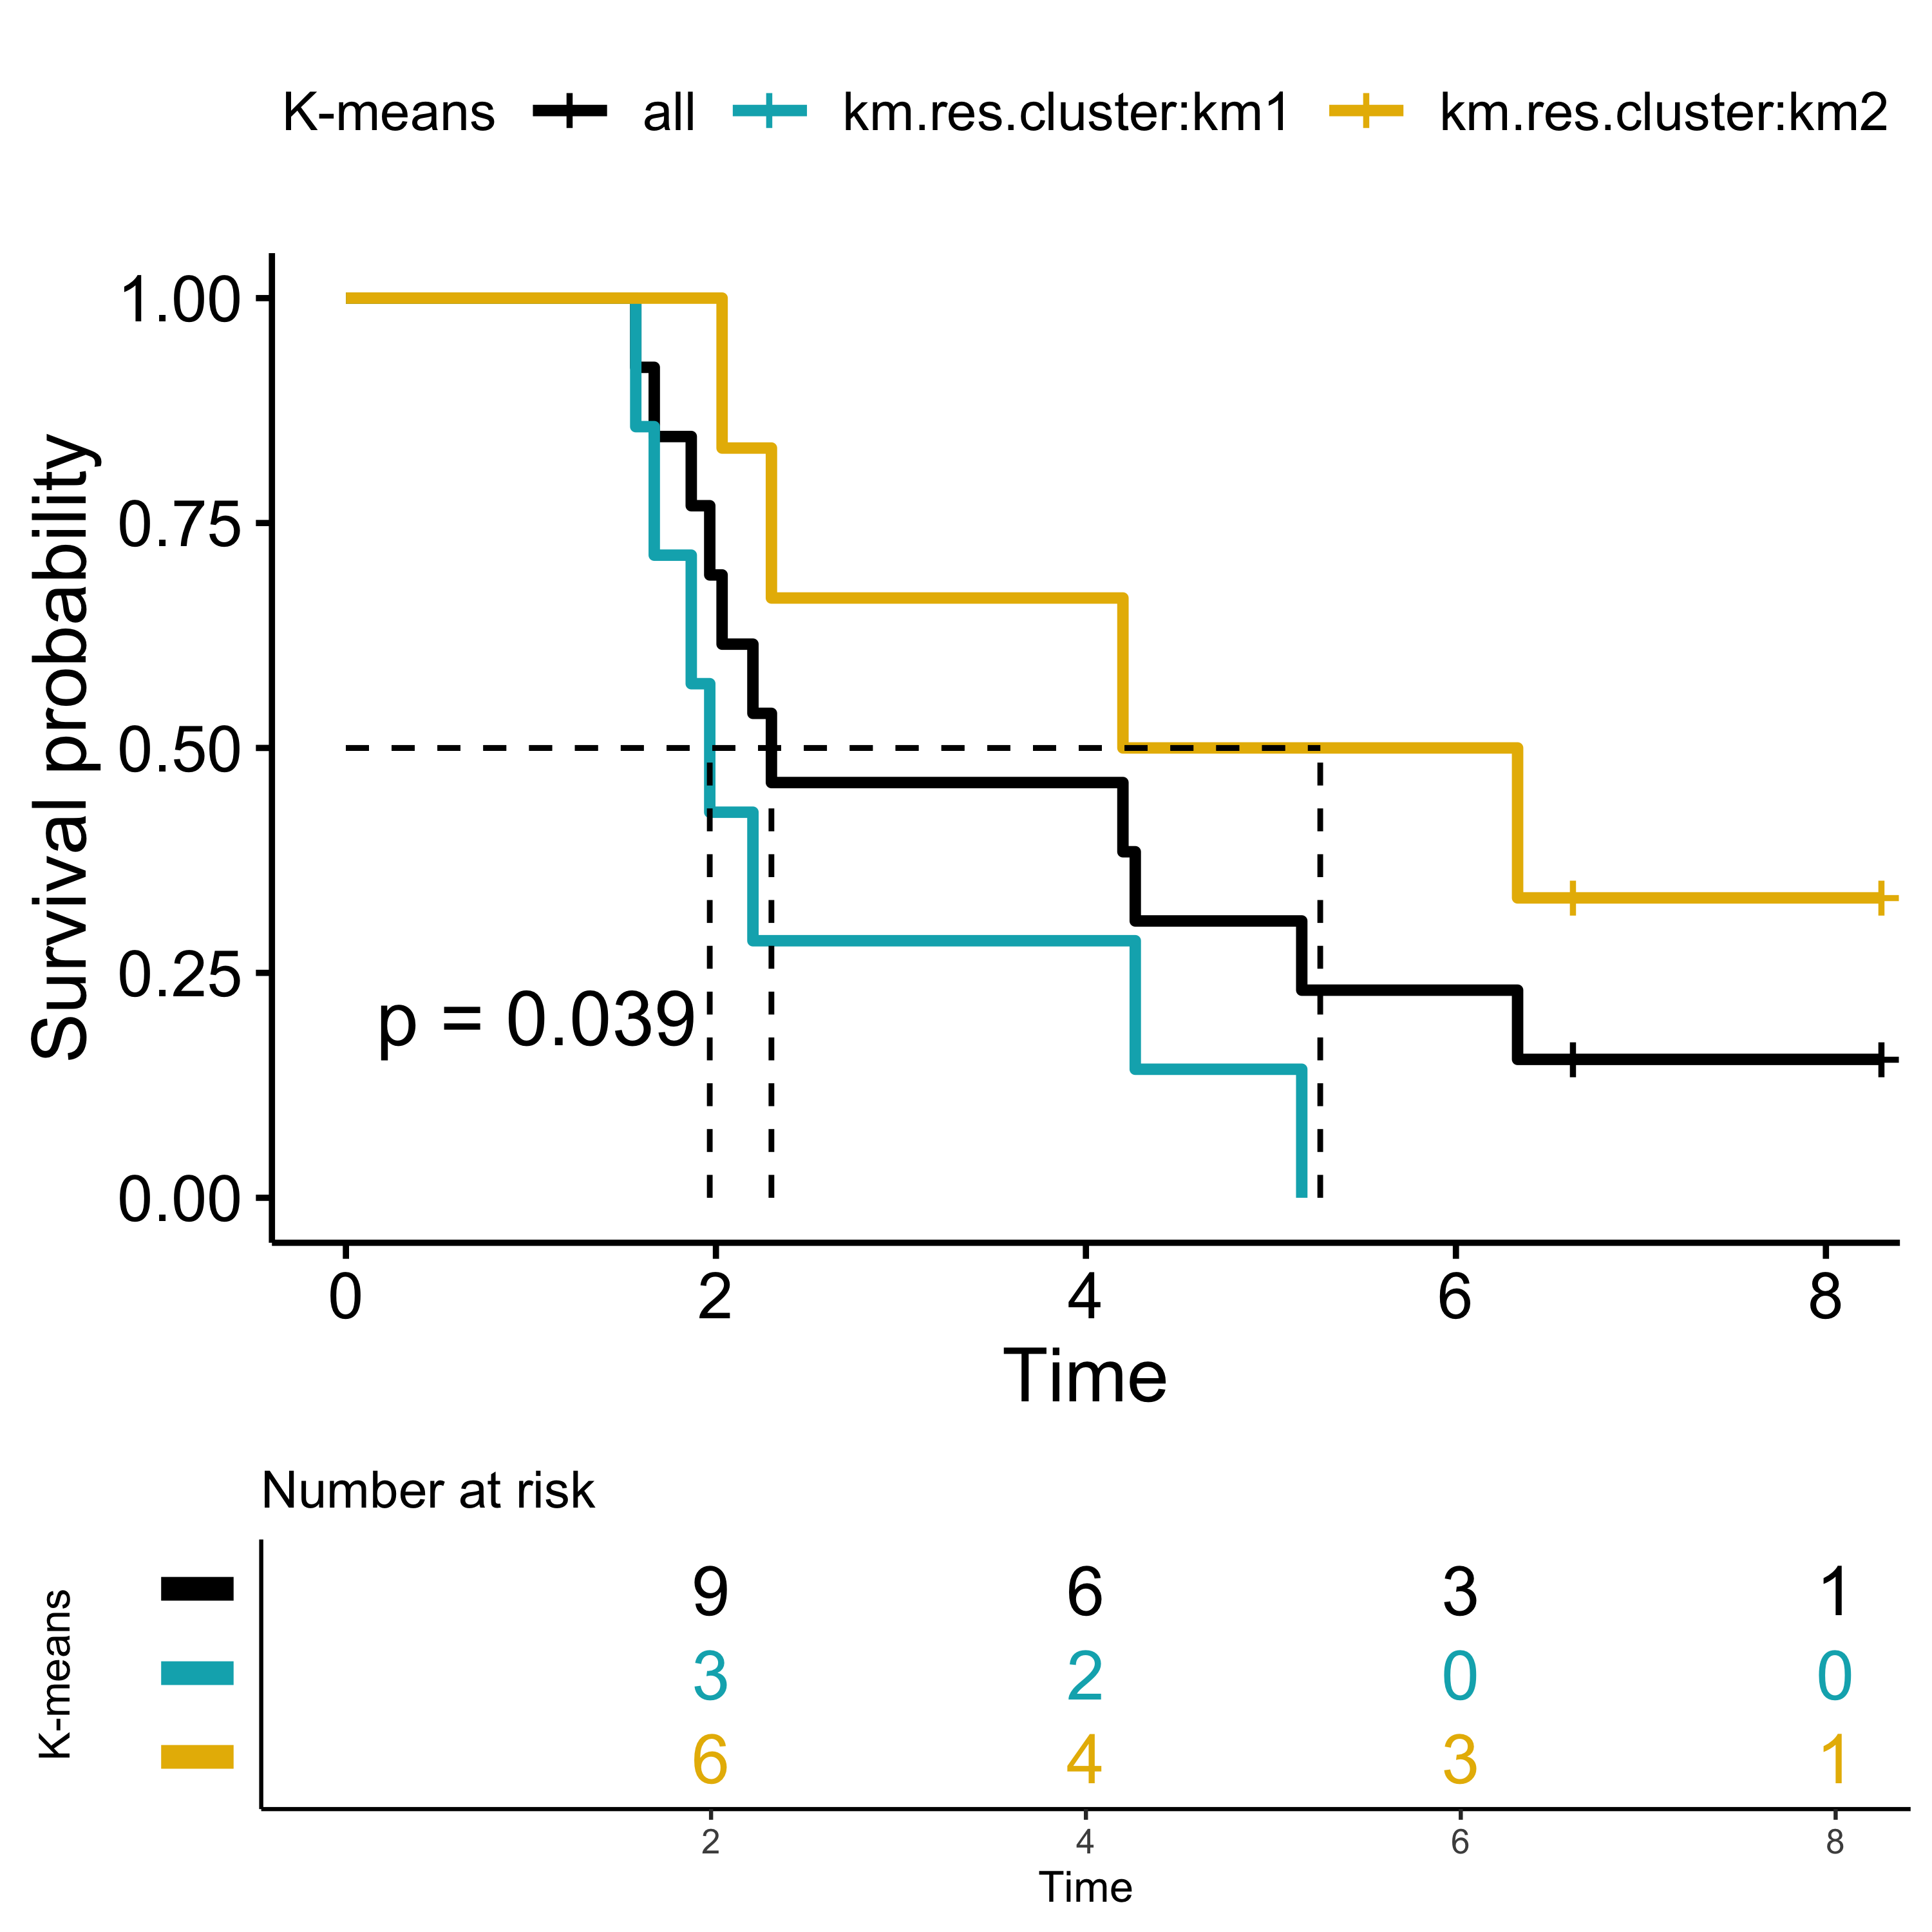 K-means all km.res.cluster:km1 km.res.cluster:km2
Survival probability
1.00
0.75
0.50
0.25
0.00
p = 0.039
0 2 4 6 8
Time
Number at risk
K-means
9 6 3 1
3 2 0 0
6 4 3 1
2 4 6 8
Time